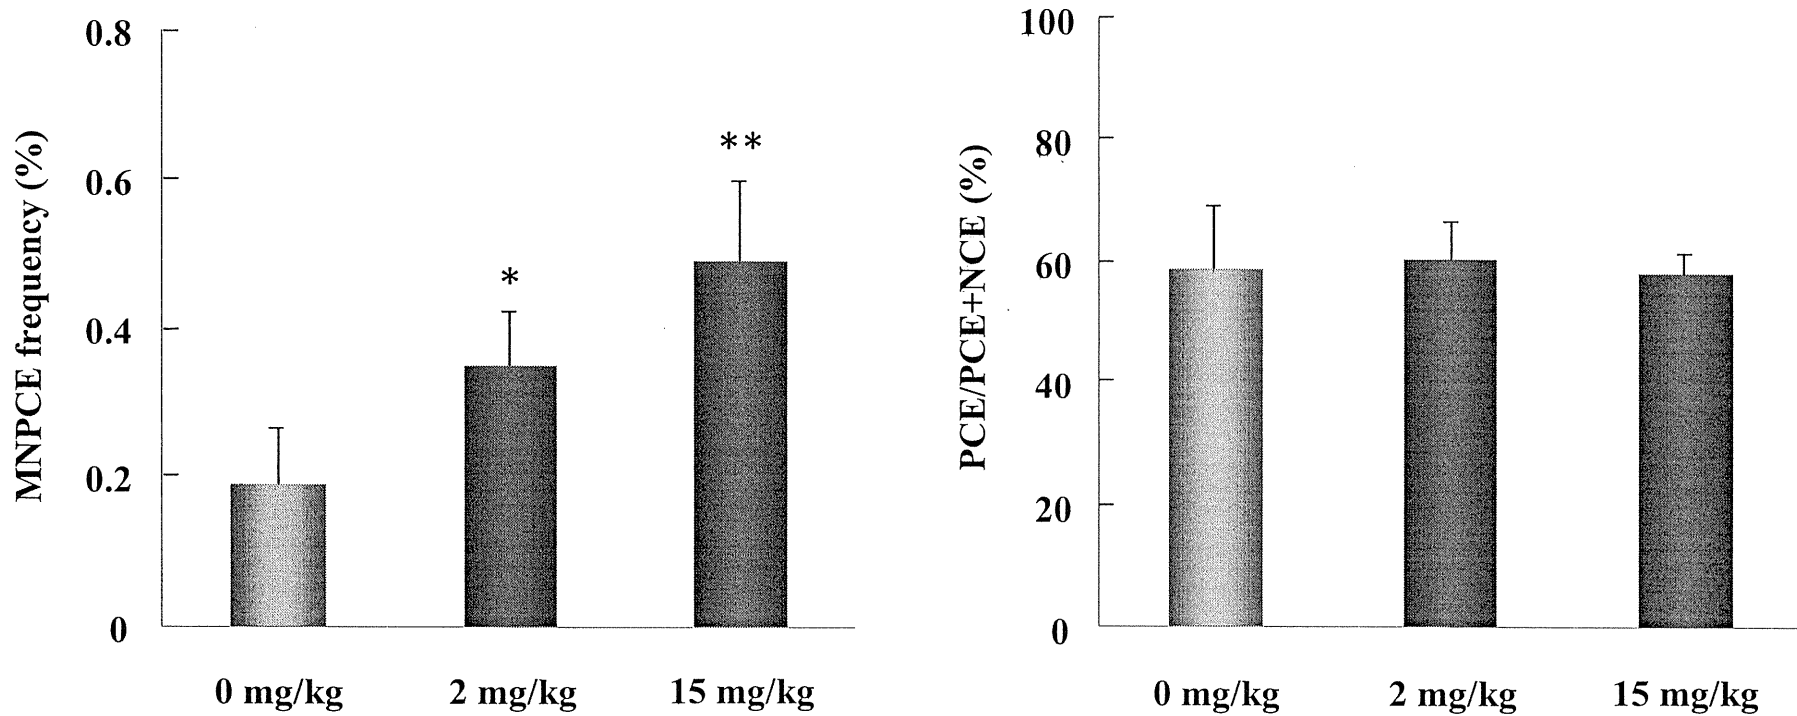 MNPCE frequency (%)
0.8
0.6
0.4
0.2
0
*
**
0 mg/kg
2 mg/kg
15 mg/kg
PCE/PCE+NCE (%)
100
80
60
40
20
0
0 mg/kg
2 mg/kg
15 mg/kg